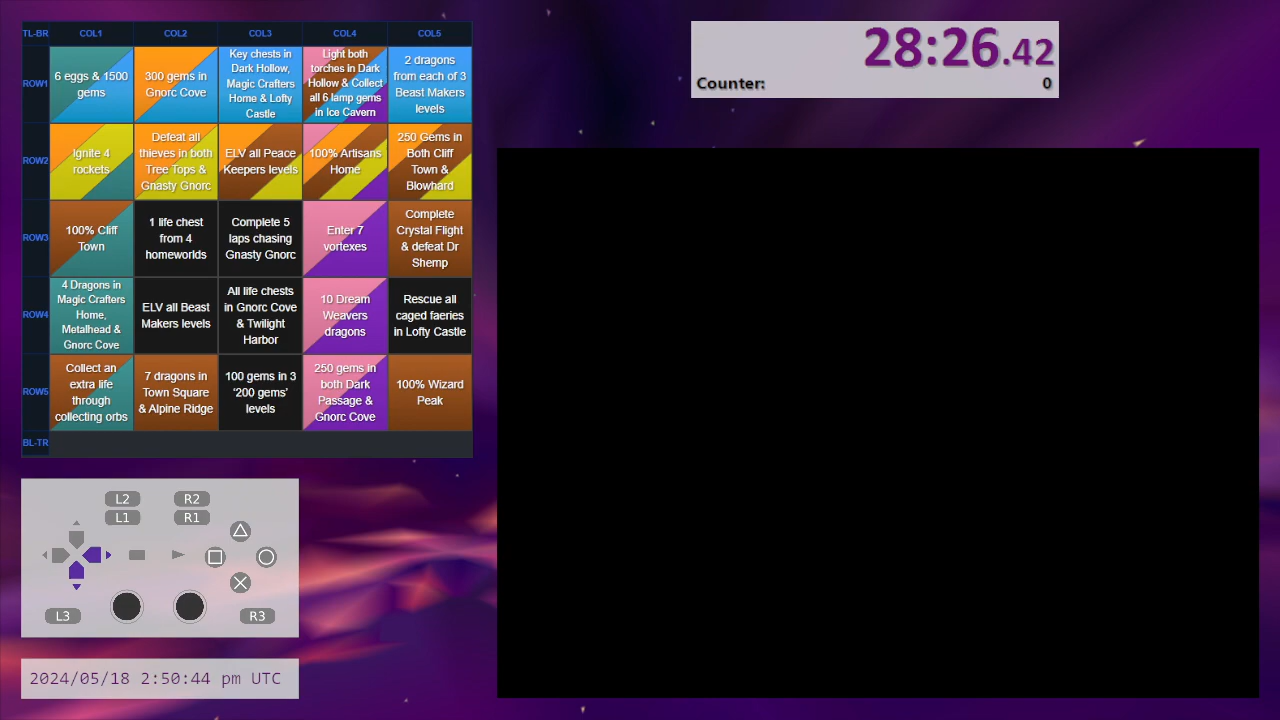 TL-BR COL1 COL2 COL3 COL4 COL5
ROW1
6 eggs & 1500
gems
300 gems in
Gnorc Cove
Key chests in
Dark Hollow,
Magic Crafters
Home & Lofty
Castle
Light both
torches in Dark
Hollow & Collect
all 6 lamp gems
in Ice Cavern
2 dragons
from each of 3
Beast Makers
levels
ROW2
Ignite 4
rockets
Defeat all
thieves in both
Tree Tops &
Gnasty Gnorc
ELV all Peace
Keepers levels
100% Artisans
Home
250 Gems in
Both Cliff
Town &
Blowhard
ROW3
100% Cliff
Town
1 life chest
from 4
homeworlds
Complete 5
laps chasing
Gnasty Gnorc
Enter 7
vortexes
Complete
Crystal Flight
& defeat Dr
Shemp
ROW4
4 Dragons in
Magic Crafters
Home,
Metalhead &
Gnorc Cove
ELV all Beast
Makers levels
All life chests
in Gnorc Cove
& Twilight
Harbor
10 Dream
Weavers
dragons
Rescue all
caged faeries
in Lofty Castle
ROW5
Collect an
extra life
through
collecting orbs
7 dragons in
Town Square
& Alpine Ridge
100 gems in 3
‘200 gems’
levels
250 gems in
both Dark
Passage &
Gnorc Cove
100% Wizard
Peak
BL-TR
28:26.42
Counter: 0
L2 R2
L1 R1
L3 R3
2024/05/18 2:50:44 pm UTC